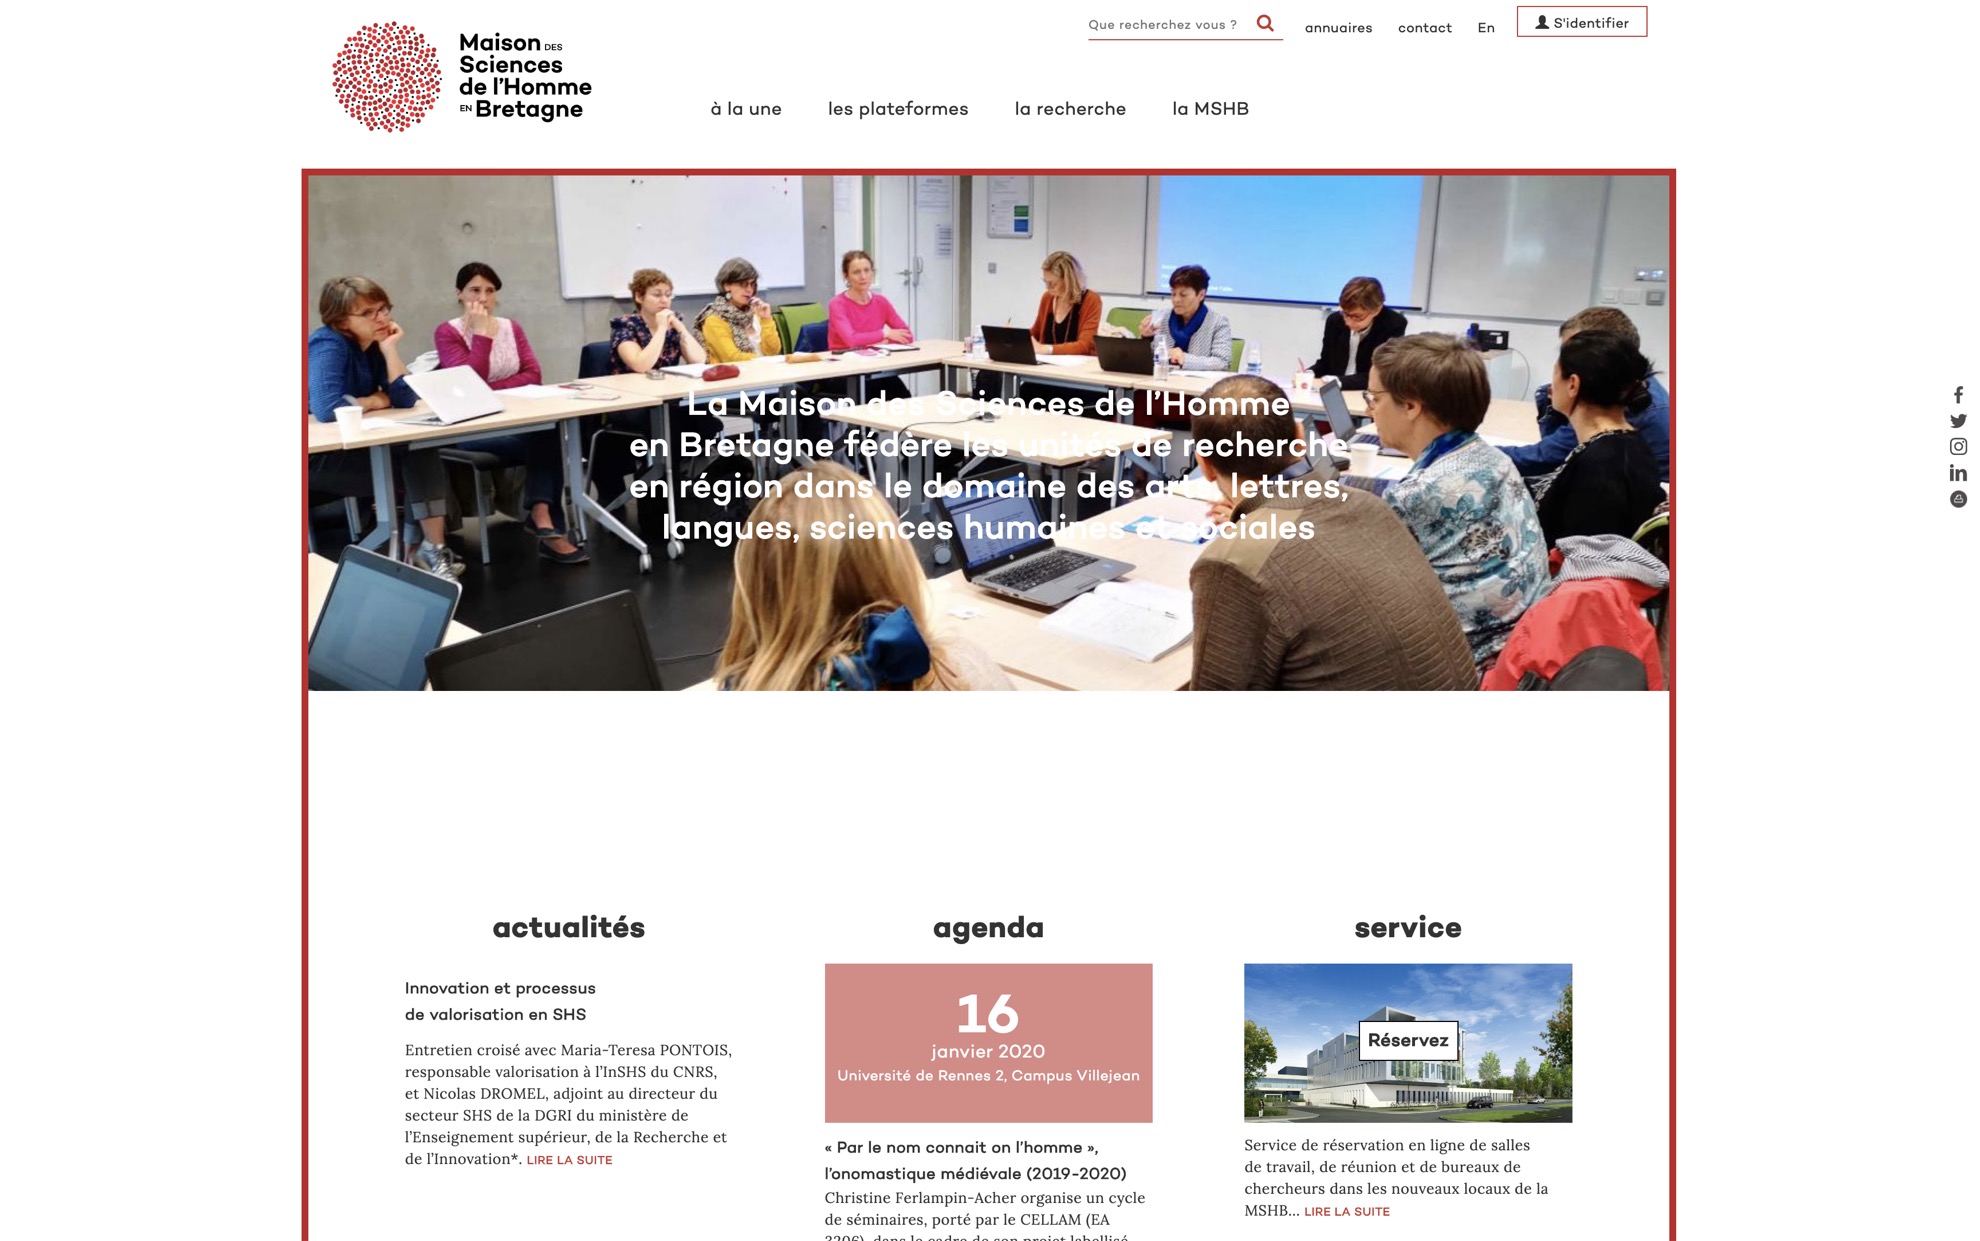 Maison DES
Sciences
de l'Homme
EN Bretagne
Que recherchez vous ?
annuaires
contact
En
S'identifier
à la une
les plateformes
la recherche
la MSHB
La Maison des Sciences de l'Homme
en Bretagne fédère les unités de recherche
en région dans le domaine des arts, lettres,
langues, sciences humaines et sociales
actualités
Innovation et processus
de valorisation en SHS
Entretien croisé avec Maria-Teresa PONTOIS,
responsable valorisation à l'InSHS du CNRS,
et Nicolas DROMEL, adjoint au directeur du
secteur SHS de la DGRI du ministère de
l'Enseignement supérieur, de la Recherche et
de l'Innovation*. LIRE LA SUITE
agenda
16
janvier 2020
Université de Rennes 2, Campus Villejean
« Par le nom connait on l'homme »,
l'onomastique médiévale (2019-2020)
Christine Ferlampin-Acher organise un cycle
de séminaires, porté par le CELLAM (EA
3206), dans le cadre de son projet labellisé
service
Réservez
Service de réservation en ligne de salles
de travail, de réunion et de bureaux de
chercheurs dans les nouveaux locaux de la
MSHB... LIRE LA SUITE